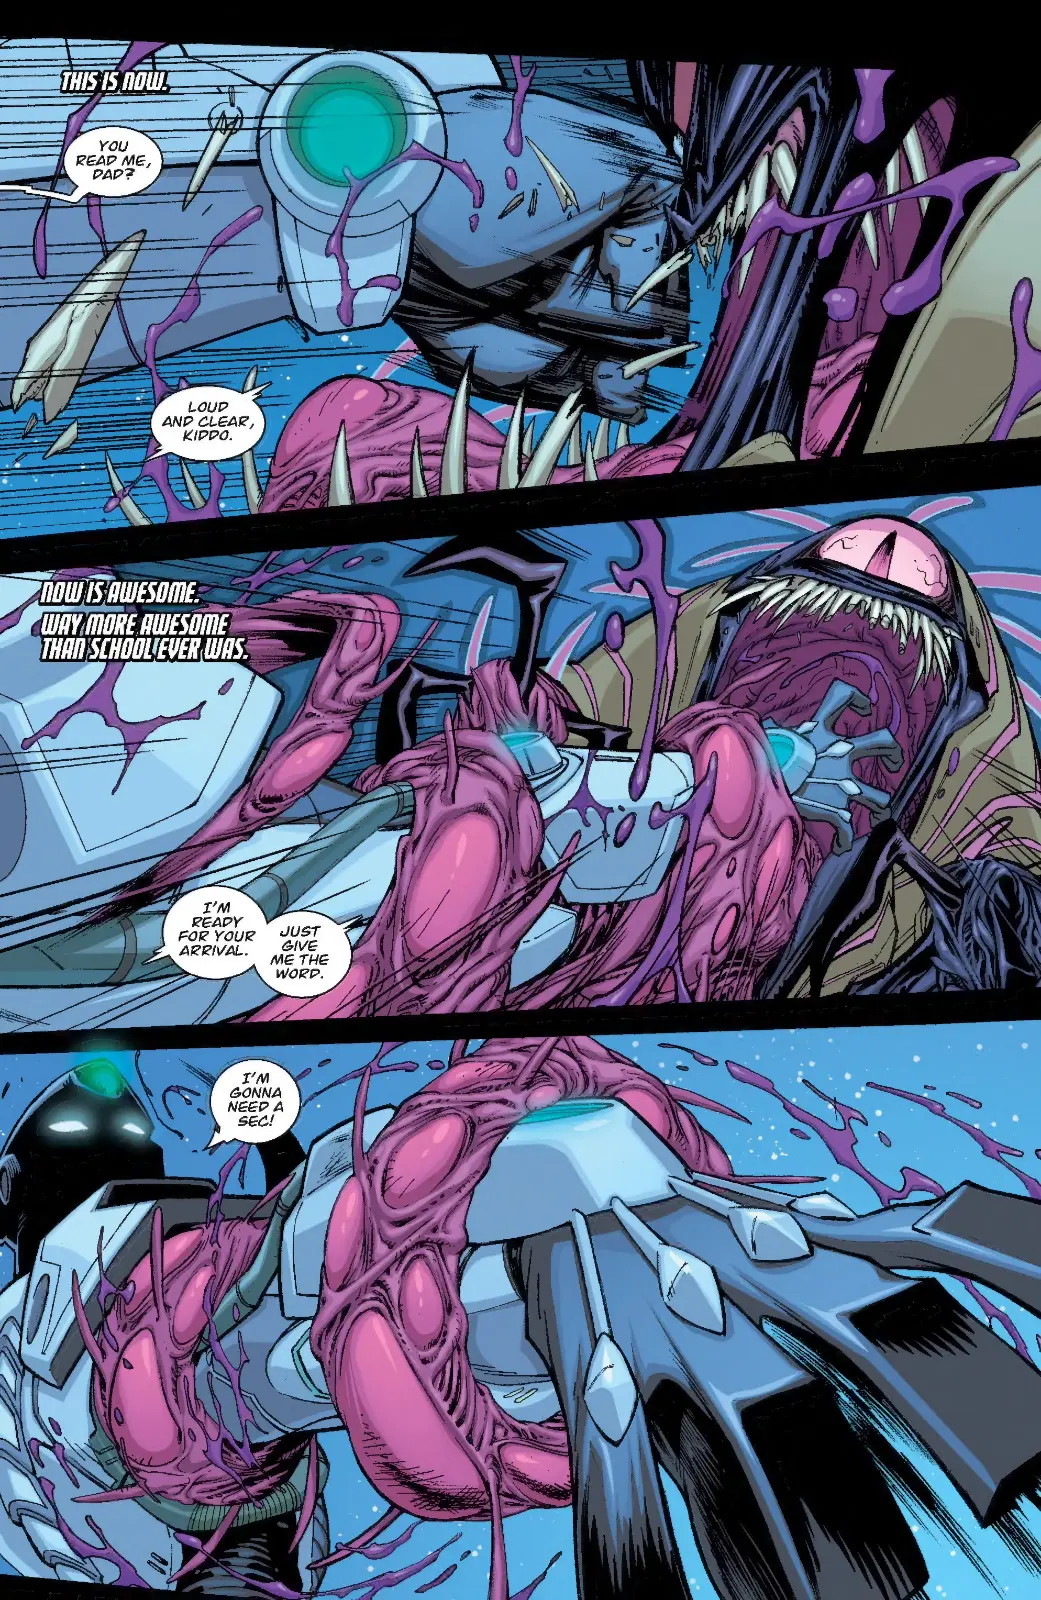 THIS IS NOW.
YOU
READ ME,
DAD?
LOUD
AND CLEAR,
KIDDO.
NOW IS AWESOME.
WAY MORE AWESOME
THAN SCHOOL EVER WAS.
I'M
READY
FOR YOUR
ARRIVAL.
JUST
GIVE
ME THE
WORD.
I'M
GONNA
NEED A
SEC!